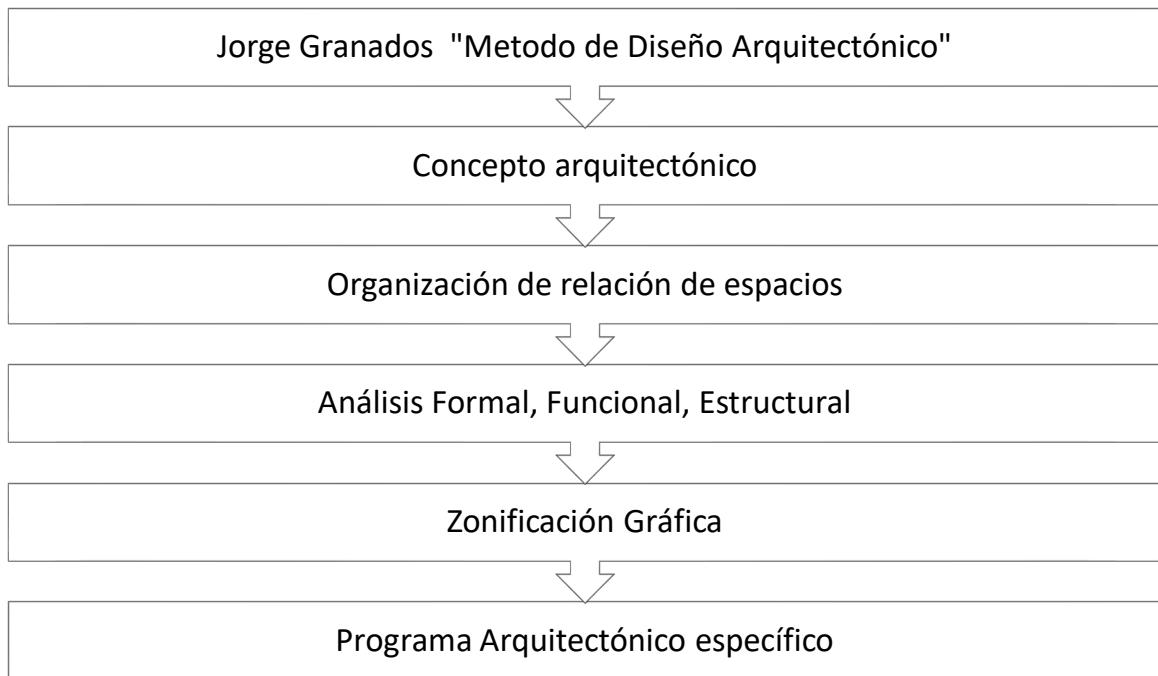 Jorge Granados "Metodo de Diseño Arquitectónico"
Concepto arquitectónico
Organización de relación de espacios
Análisis Formal, Funcional, Estructural
Zonificación Gráfica
Programa Arquitectónico específico